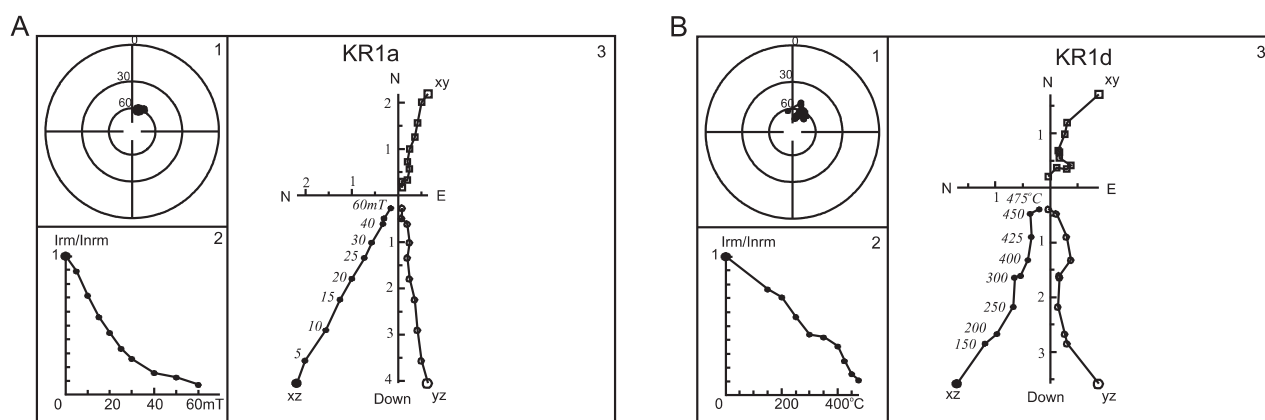 A
KR1a
1
0
30
60
2
Irm/Inrm
1
0 20 40 60mT
3
N
xy
2
1
N 2 1 E
60mT
40
30
25
20
15
10
5
1
2
3
4
xz Down yz
B
KR1d
1
0
30
60
2
Irm/Inrm
1
0 200 400°C
3
N
xy
1
N 1 E
475°C
450
425
400
300
250
200
150
1
2
3
xz Down yz